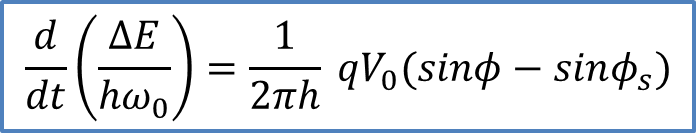 d/dt (ΔE/hω₀) = 1/2πh qV₀(sinϕ − sinϕₛ)